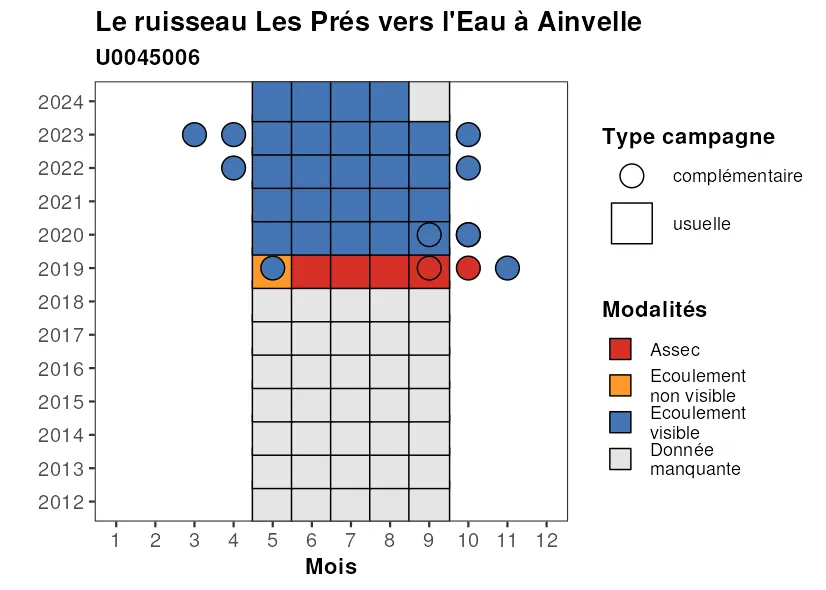 Le ruisseau Les Prés vers l'Eau à Ainvelle
U0045006
2024
2023
2022
2021
2020
2019
2018
2017
2016
2015
2014
2013
2012
1 2 3 4 5 6 7 8 9 10 11 12
Mois
Type campagne
complémentaire
usuelle
Modalités
Assec
Ecoulement
non visible
Ecoulement
visible
Donnée
manquante